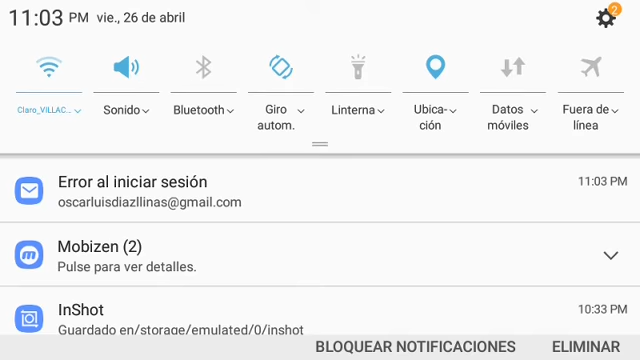 11:03 PM vie., 26 de abril
2
Claro_VILLAC...
Sonido
Bluetooth
Giro
autom.
Linterna
Ubica-
ción
Datos
móviles
Fuera de
línea
Error al iniciar sesión
11:03 PM
oscarluisdiazllinas@gmail.com
Mobizen (2)
Pulse para ver detalles.
InShot
10:33 PM
Guardado en/storage/emulated/0/inshot
BLOQUEAR NOTIFICACIONES
ELIMINAR